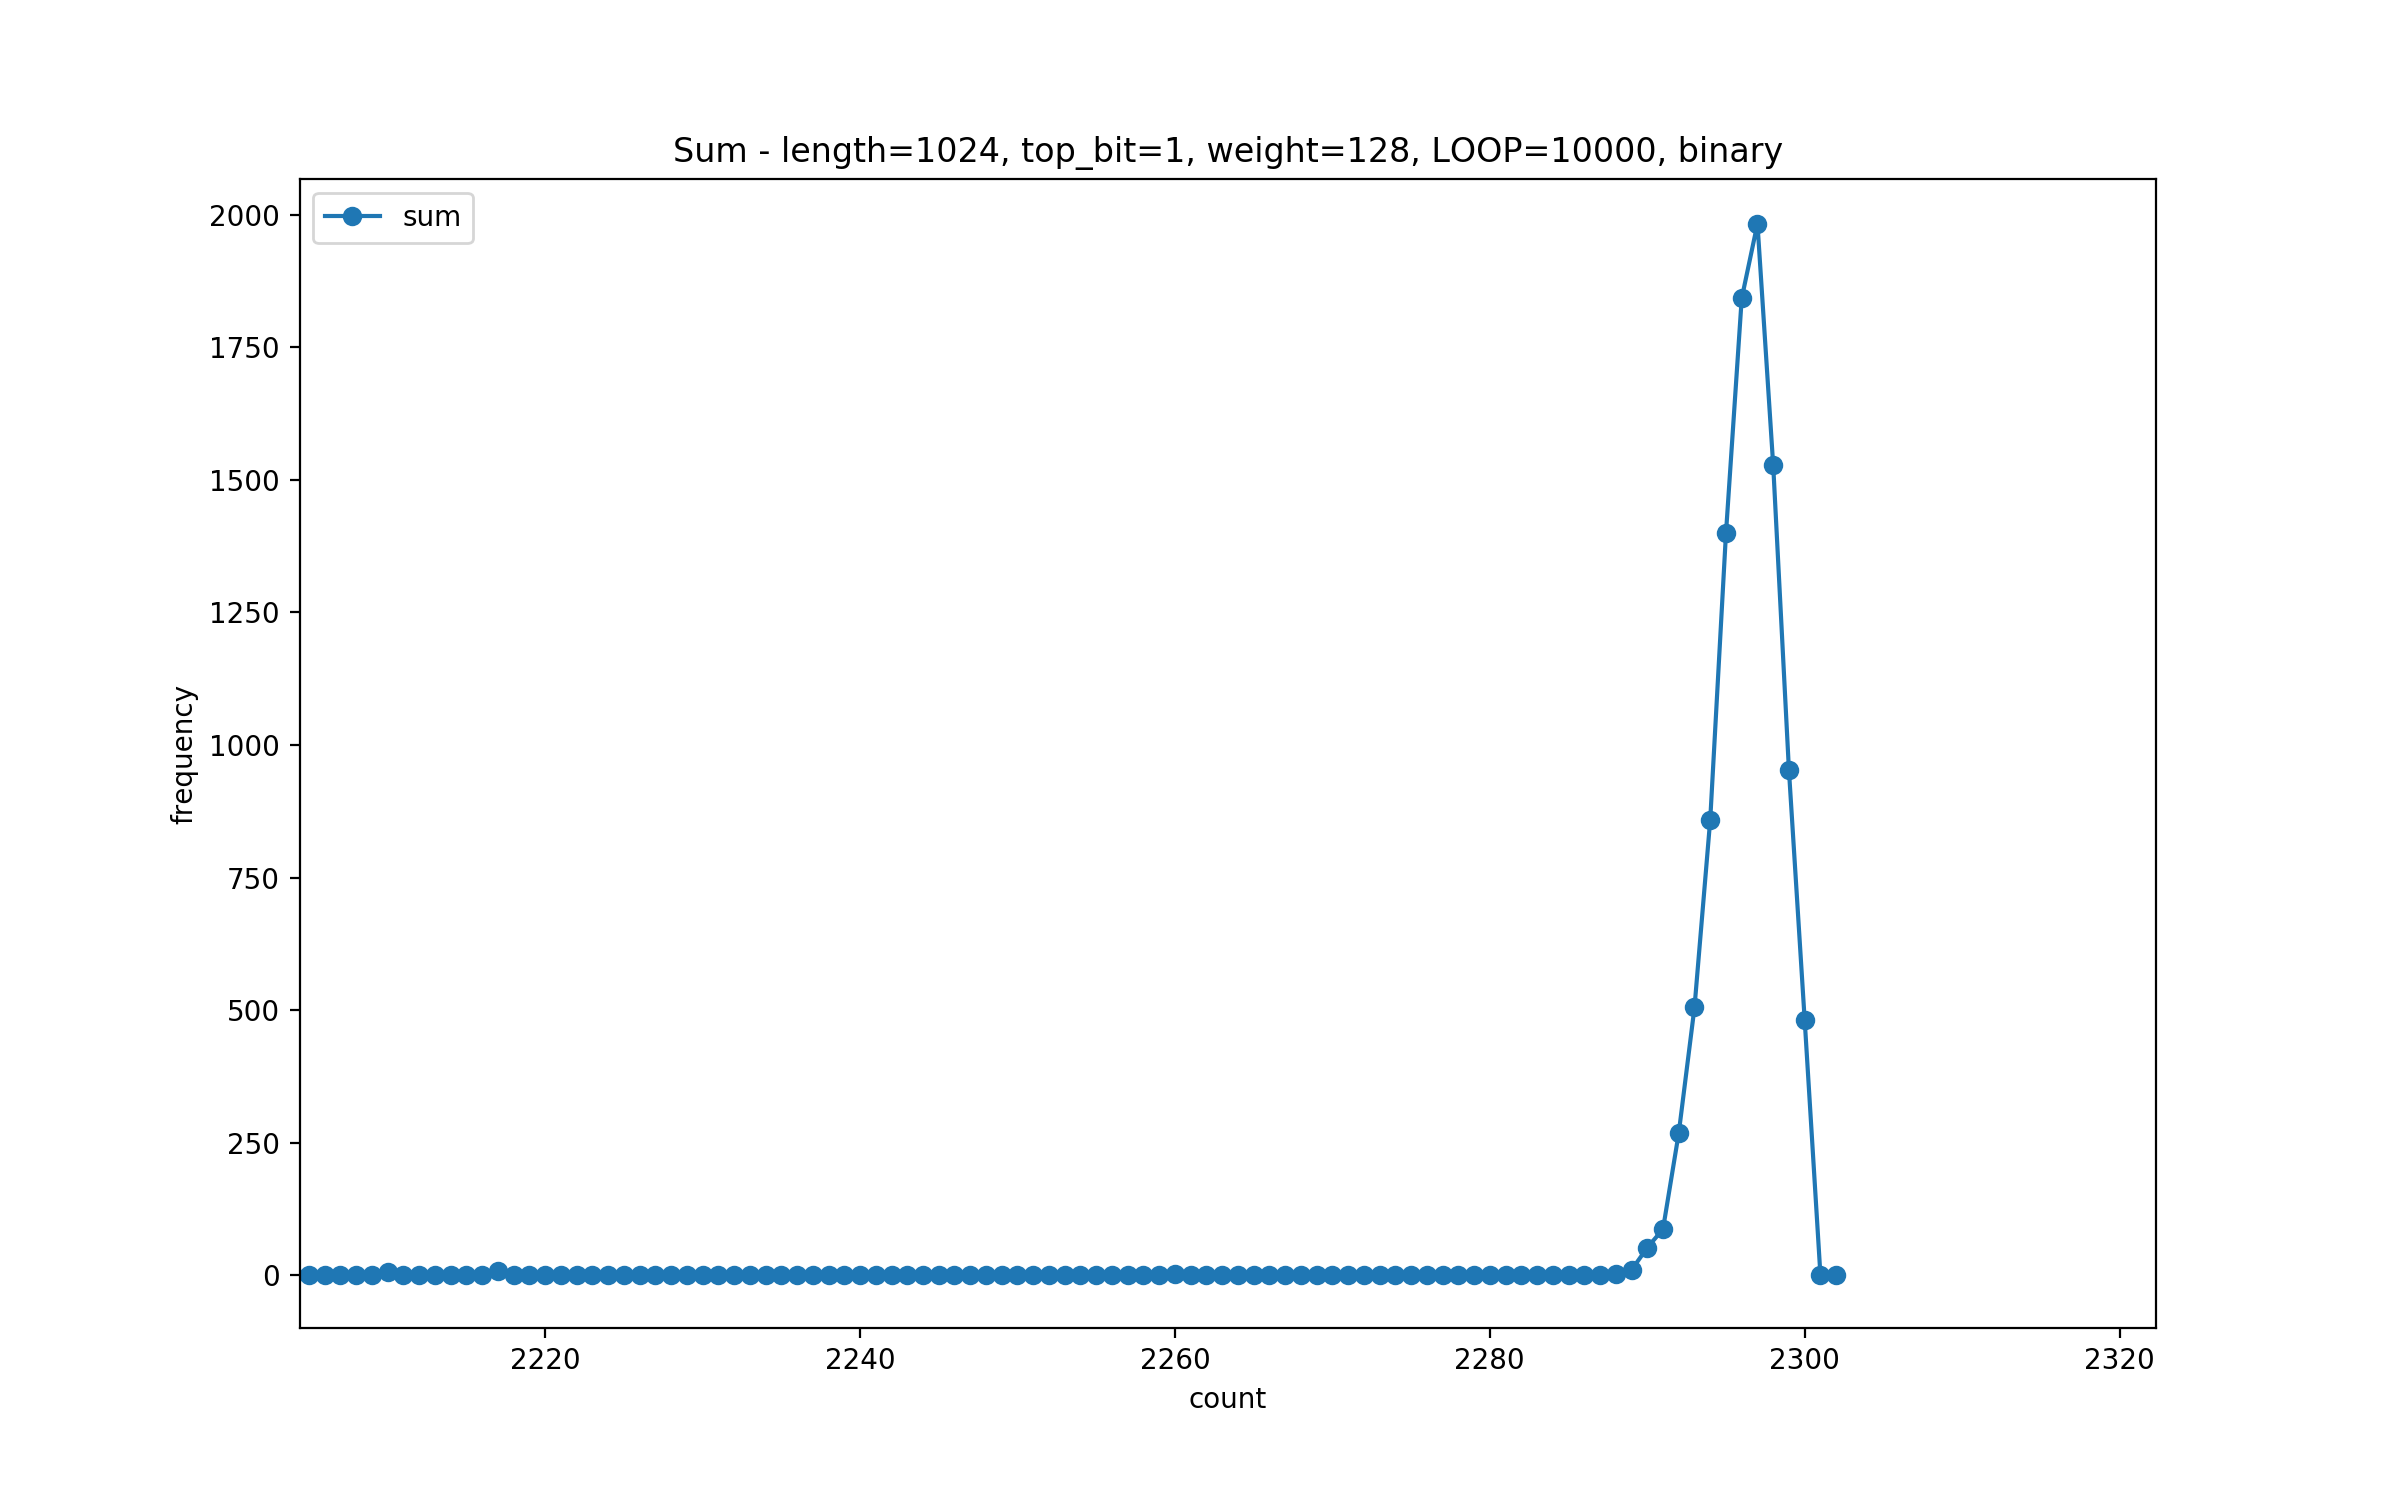 Sum - length=1024, top_bit=1, weight=128, LOOP=10000, binary
sum
2000
1750
1500
1250
1000
750
500
250
0
frequency
2220 2240 2260 2280 2300 2320
count